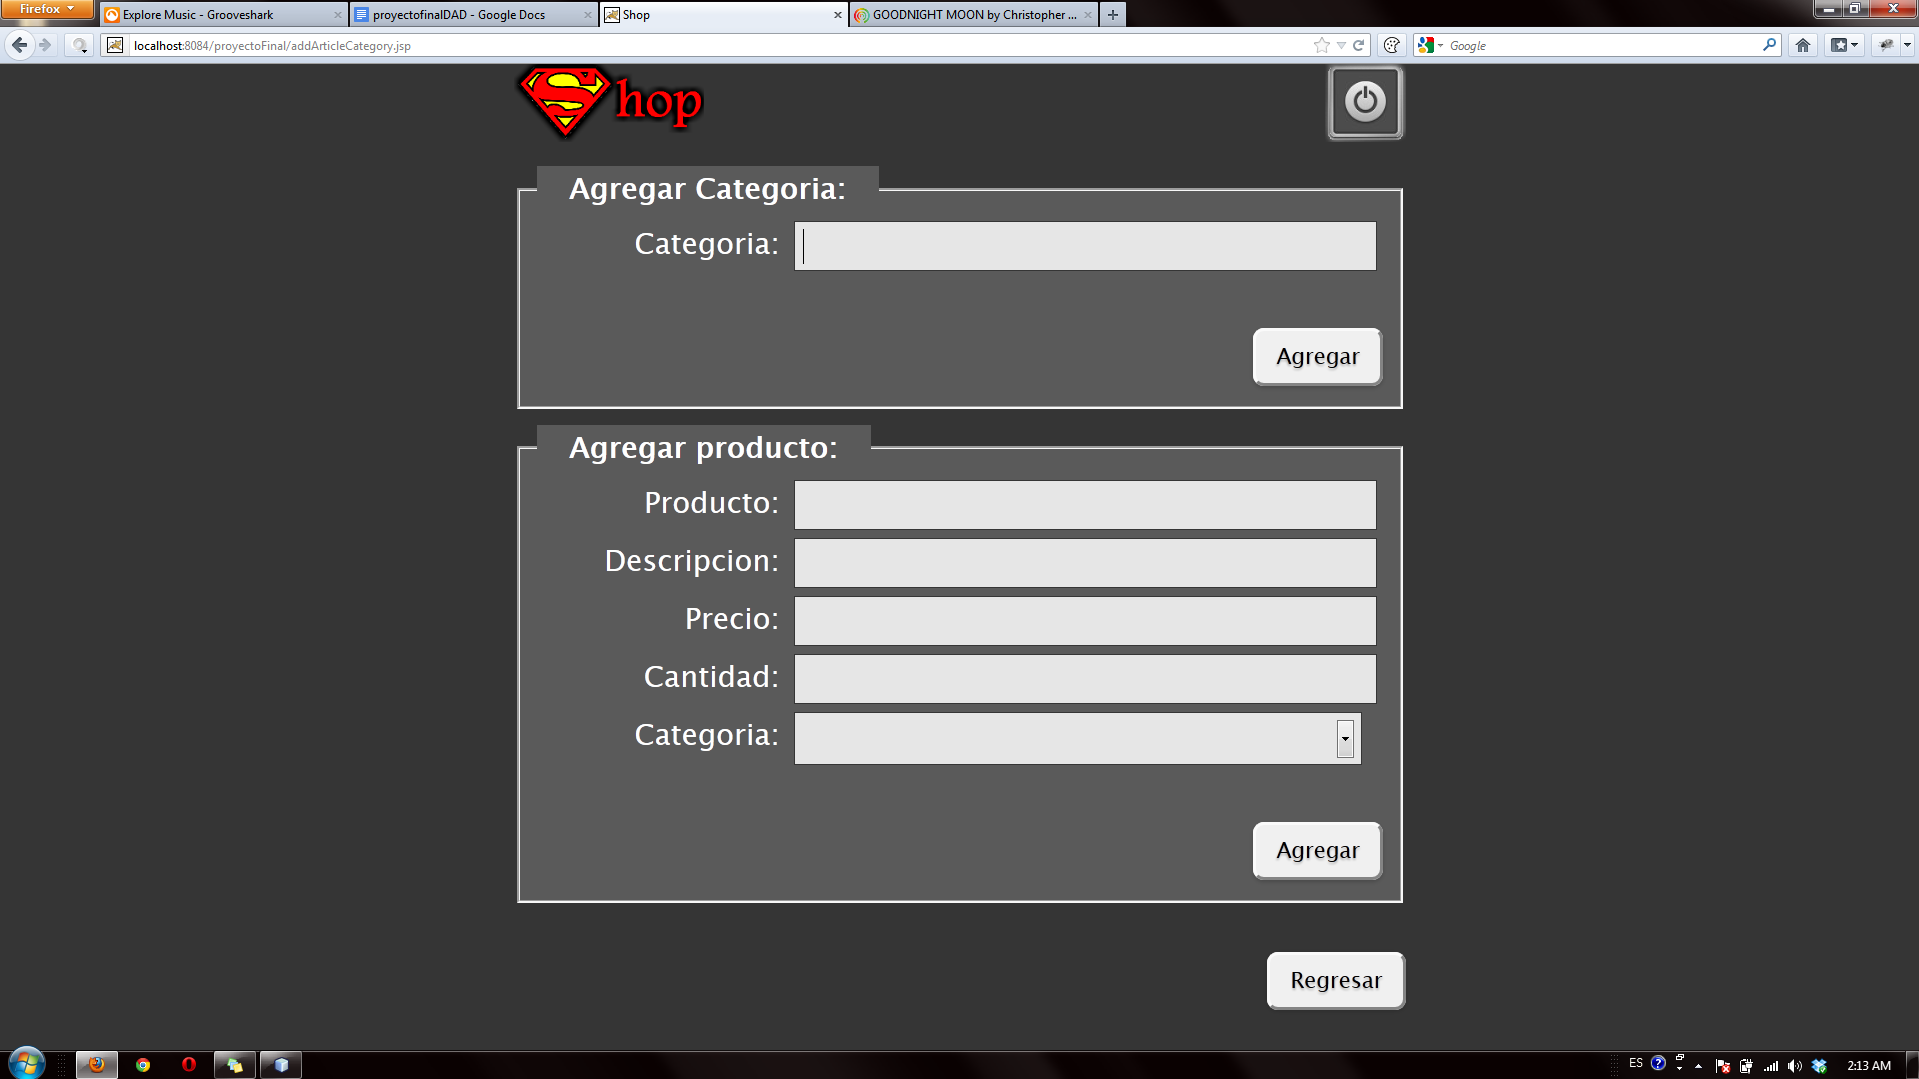 Firefox
Explore Music - Grooveshark
proyectofinalDAD - Google Docs
Shop
GOODNIGHT MOON by Christopher ...
localhost:8084/proyectoFinal/addArticleCategory.jsp
Google
S hop
Agregar Categoria:
Categoria:
Agregar
Agregar producto:
Producto:
Descripcion:
Precio:
Cantidad:
Categoria:
Agregar
Regresar
ES
2:13 AM